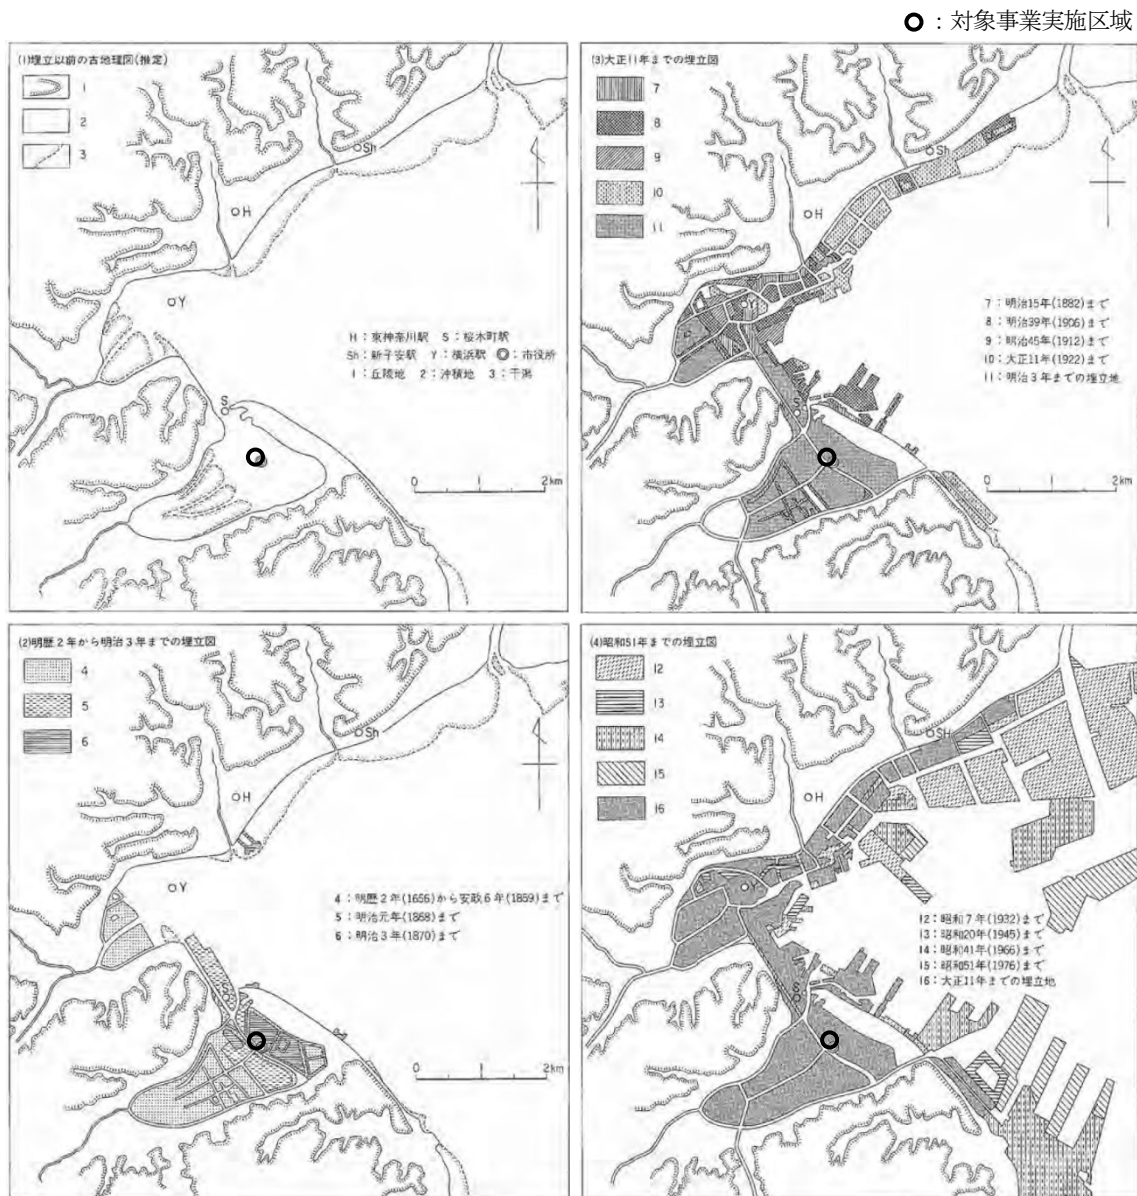 ：対象事業実施区域
(1)埋立以前の古地理図(推定)
1
2
3
Sh
H
Y
S
H：東神奈川駅 S：桜木町駅
Sh：新子安駅 Y：横浜駅 ◎：市役所
1：丘陵地 2：沖積地 3：干潟
0 2km
(3)大正11年までの埋立図
7
8
9
10
11
Sh
H
Y
S
7：明治15年(1882)まで
8：明治39年(1906)まで
9：明治45年(1912)まで
10：大正11年(1922)まで
11：明治3年までの埋立地
0 2km
(2)明歴2年から明治3年までの埋立図
4
5
6
Sh
H
Y
4：明歴2年(1656)から安政6年(1859)まで
5：明治元年(1868)まで
6：明治3年(1870)まで
0 2km
(4)昭和51年までの埋立図
12
13
14
15
16
SH
H
S
12：昭和7年(1932)まで
13：昭和20年(1945)まで
14：昭和41年(1966)まで
15：昭和51年(1976)まで
16：大正11年までの埋立地